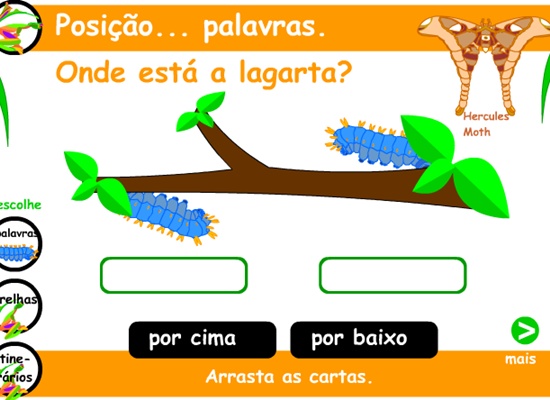 Posição... palavras.
Onde está a lagarta?
Hercules
Moth
escolhe
palavras
relhas
por cima
por baixo
tine-
rários
mais
Arrasta as cartas.